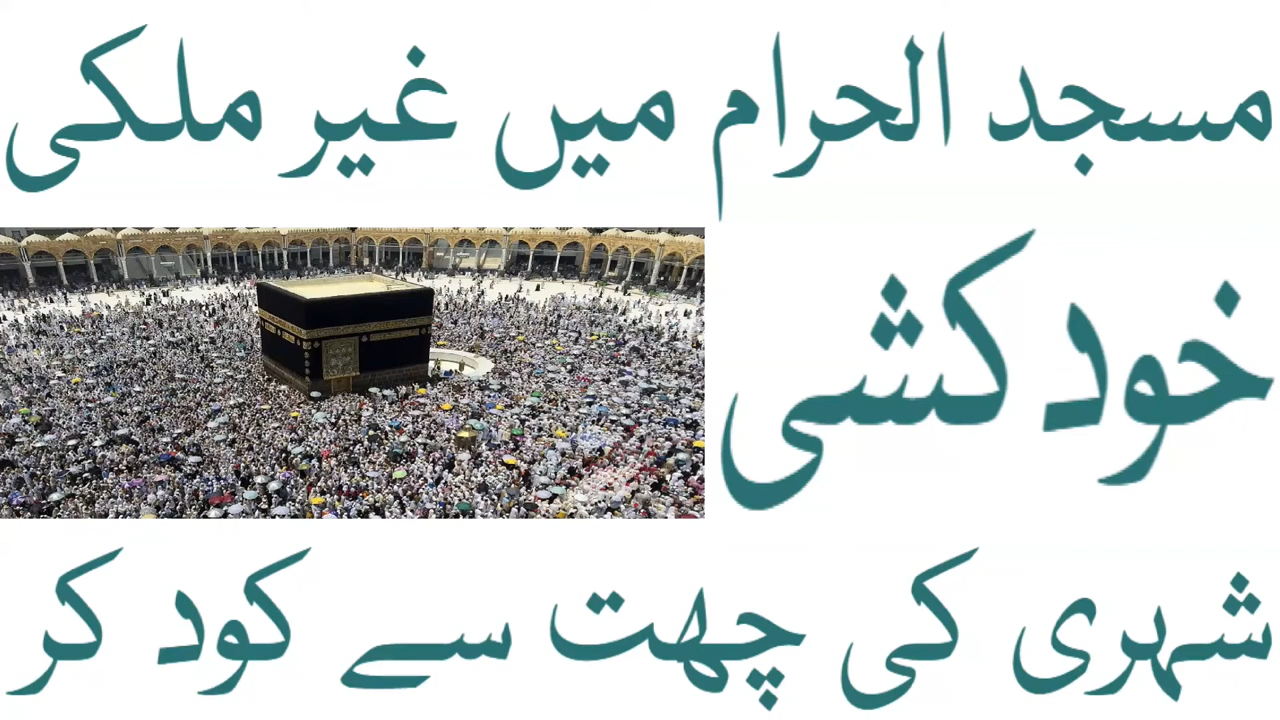 مسجد الحرام میں غیر ملکی
خودکشی
شہری کی چھت سے کود کر